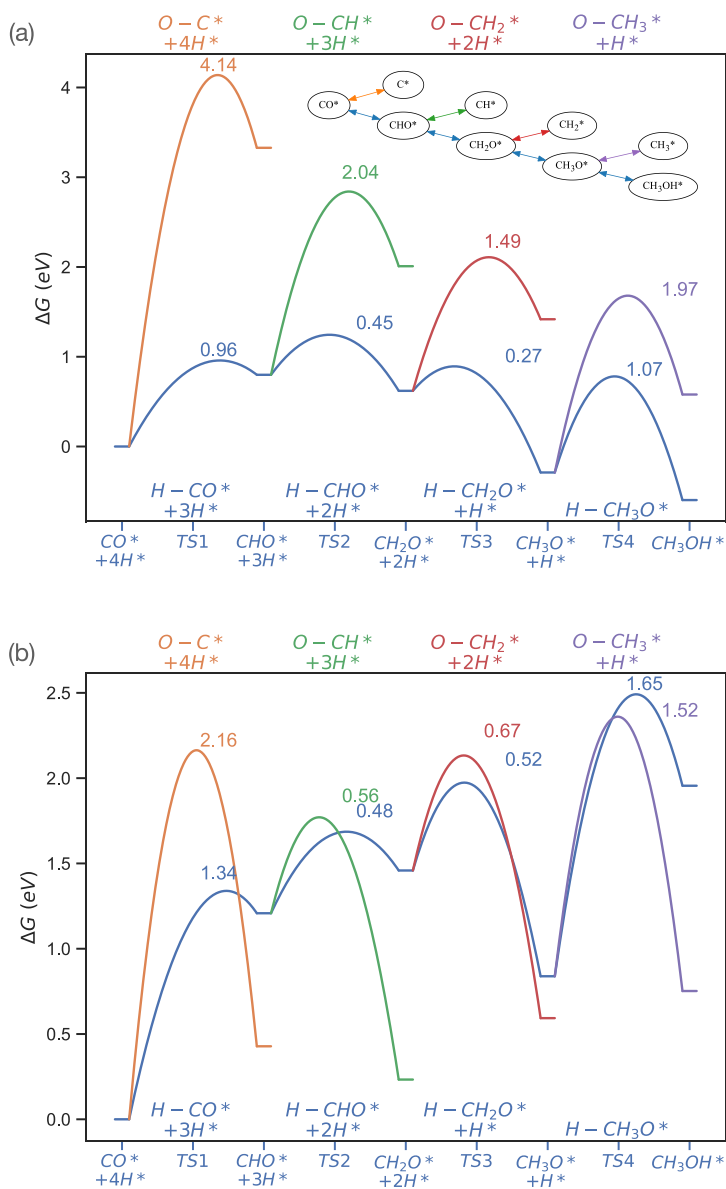 (a)
O − C* O − CH* O − CH₂* O − CH₃*
+4H* +3H* +2H* +H*
4.14
4
C*
CO*
CH*
CHO*
CH₂*
CH₂O*
CH₃*
CH₃O*
CH₃OH*
3
2.04
2
1.49
1.97
ΔG (eV)
0.96
0.45
0.27
1.07
1
0
H − CO* H − CHO* H − CH₂O* H − CH₃O*
+3H* +2H* +H*
CO* TS1 CHO* TS2 CH₂O* TS3 CH₃O* TS4 CH₃OH*
+4H* +3H* +2H* +H*
(b)
O − C* O − CH* O − CH₂* O − CH₃*
+4H* +3H* +2H* +H*
2.5
1.65
1.52
2.16
0.67
0.52
2.0
0.56
0.48
1.5
1.34
ΔG (eV)
1.0
0.5
0.0
H − CO* H − CHO* H − CH₂O* H − CH₃O*
+3H* +2H* +H*
CO* TS1 CHO* TS2 CH₂O* TS3 CH₃O* TS4 CH₃OH*
+4H* +3H* +2H* +H*